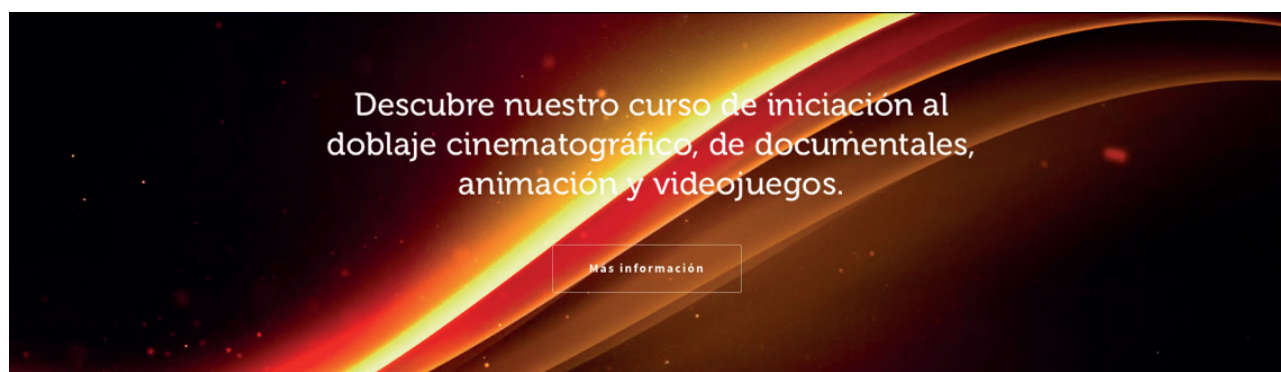 Descubre nuestro curso de iniciación al
doblaje cinematográfico, de documentales,
animación y videojuegos.
Más información